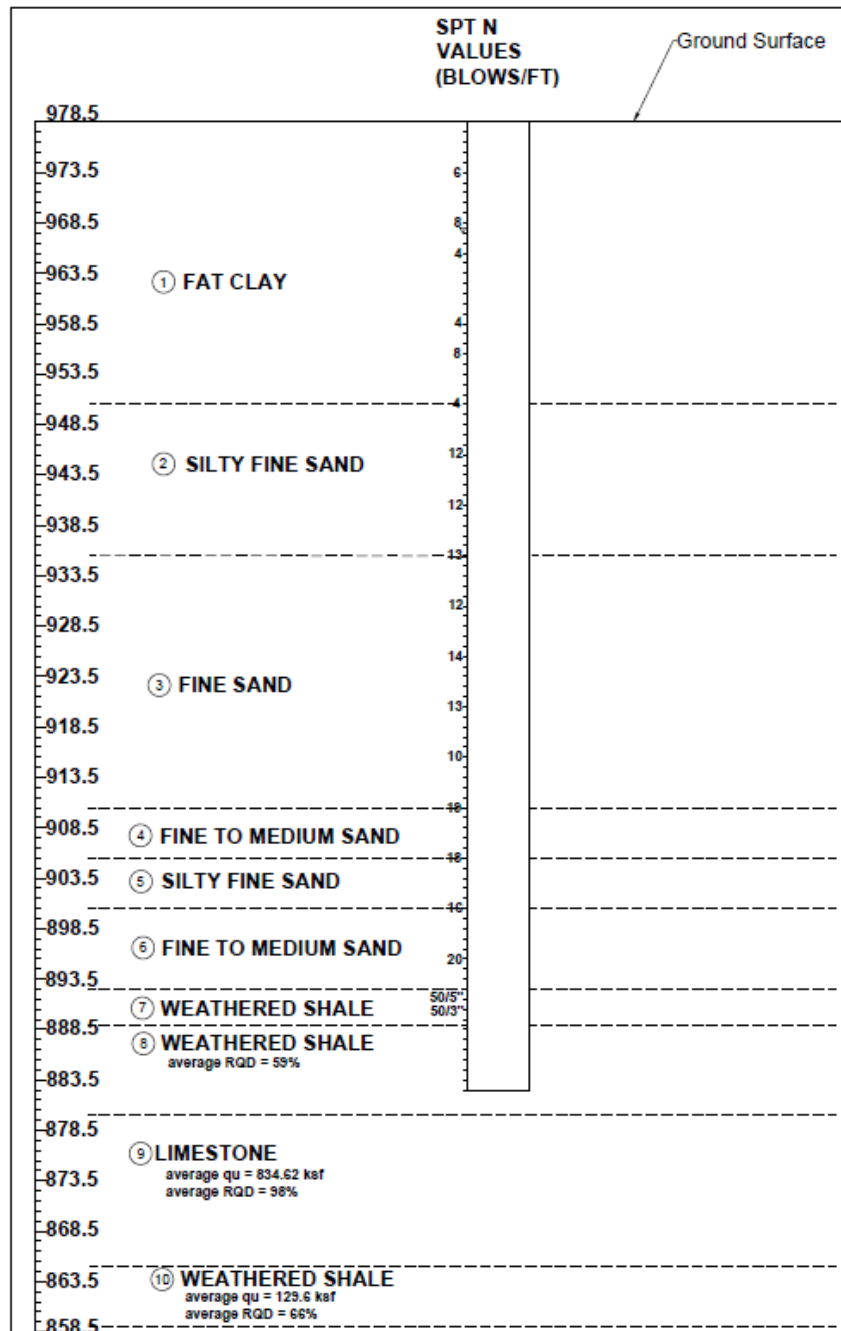 SPT N
VALUES
(BLOWS/FT)
Ground Surface
978.5
973.5
6
968.5
8
4
963.5
1 FAT CLAY
958.5
4
8
953.5
4
948.5
12
2 SILTY FINE SAND
943.5
12
938.5
13
933.5
12
928.5
14
923.5
3 FINE SAND
13
918.5
10
913.5
18
908.5
4 FINE TO MEDIUM SAND
18
903.5
5 SILTY FINE SAND
16
898.5
6 FINE TO MEDIUM SAND
20
893.5
50/5"
7 WEATHERED SHALE
50/3"
888.5
8 WEATHERED SHALE
average RQD = 59%
883.5
878.5
9 LIMESTONE
average qu = 834.62 ksf
873.5
average RQD = 98%
868.5
863.5
10 WEATHERED SHALE
average qu = 129.6 ksf
average RQD = 66%
858.5